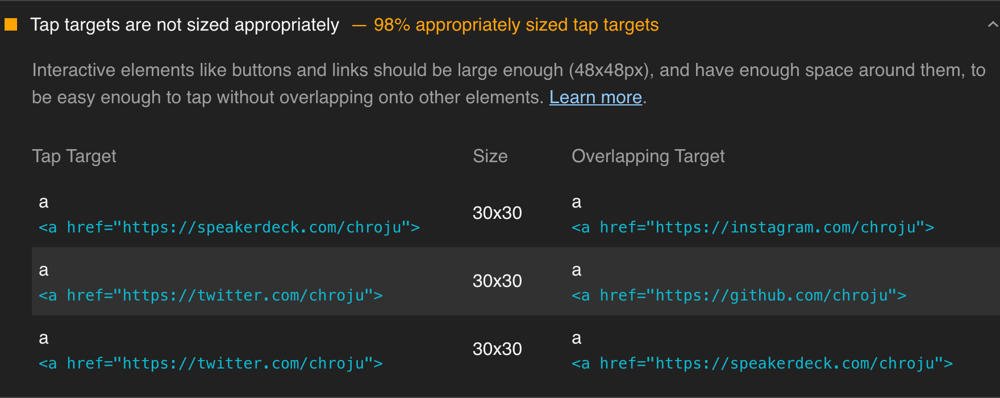 Tap targets are not sized appropriately — 98% appropriately sized tap targets
Interactive elements like buttons and links should be large enough (48x48px), and have enough space around them, to
be easy enough to tap without overlapping onto other elements. Learn more.
Tap Target Size Overlapping Target
a a
<a href="https://speakerdeck.com/chroju"> 30x30 <a href="https://instagram.com/chroju">
a a
<a href="https://twitter.com/chroju"> 30x30 <a href="https://github.com/chroju">
a a
<a href="https://twitter.com/chroju"> 30x30 <a href="https://speakerdeck.com/chroju">